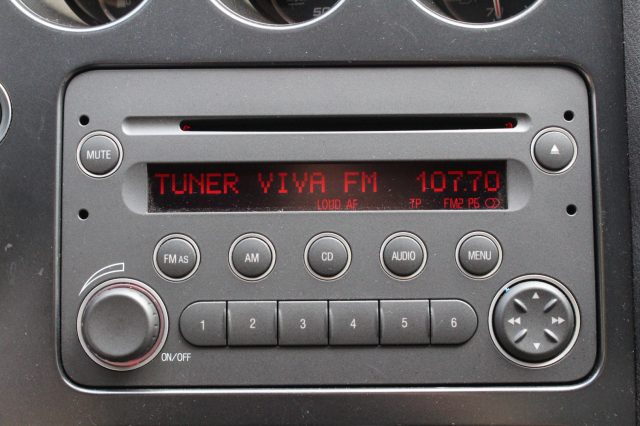 MUTE
TUNER VIVA FM 107.70
LOUD AF TP FM2 P6
FM AS
AM
CD
AUDIO
MENU
1 2 3 4 5 6
ON/OFF